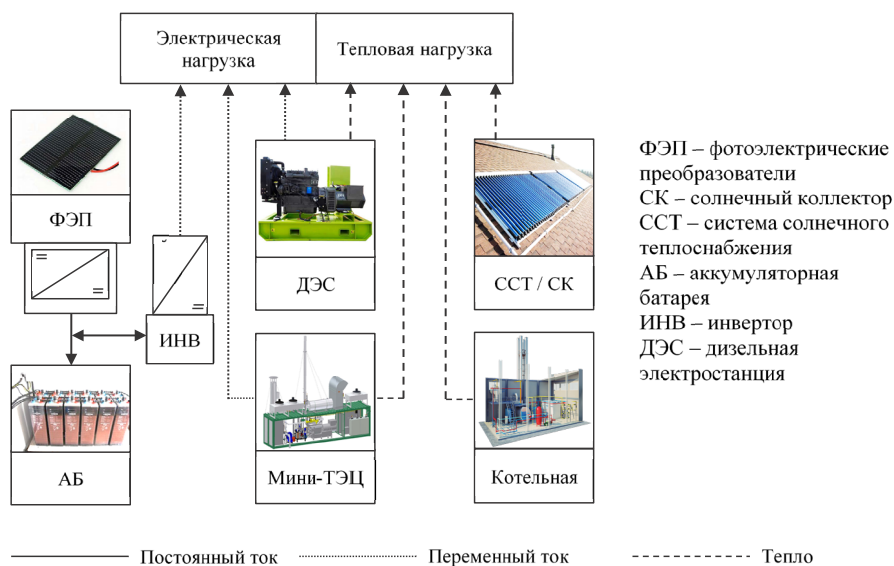 Электрическая
нагрузка
Тепловая нагрузка
ФЭП
ИНВ
АБ
ДЭС
Мини-ТЭЦ
ССТ / СК
Котельная
ФЭП – фотоэлектрические
преобразователи
СК – солнечный коллектор
ССТ – система солнечного
теплоснабжения
АБ – аккумуляторная
батарея
ИНВ – инвертор
ДЭС – дизельная
электростанция
Постоянный ток
Переменный ток
Тепло